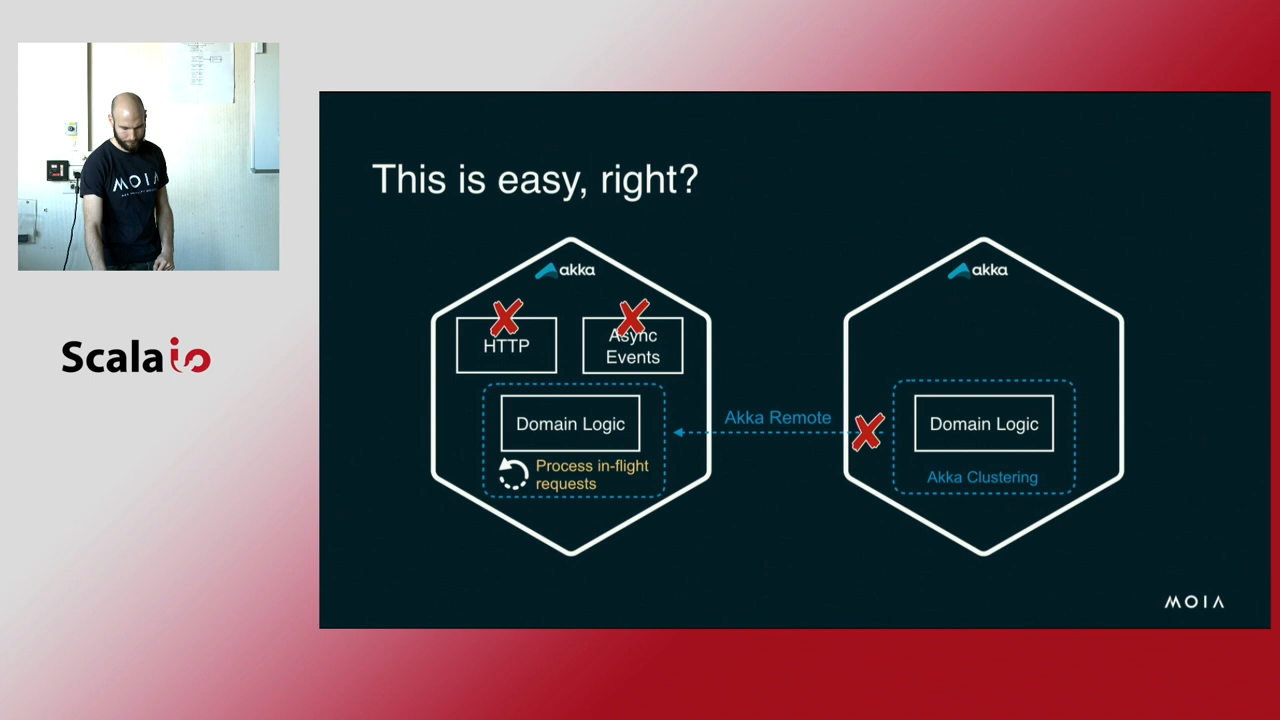 MOIA
Scala io
This is easy, right?
akka
HTTP
Async
Events
Domain Logic
Process in-flight
requests
Akka Remote
akka
Domain Logic
Akka Clustering
MOIA